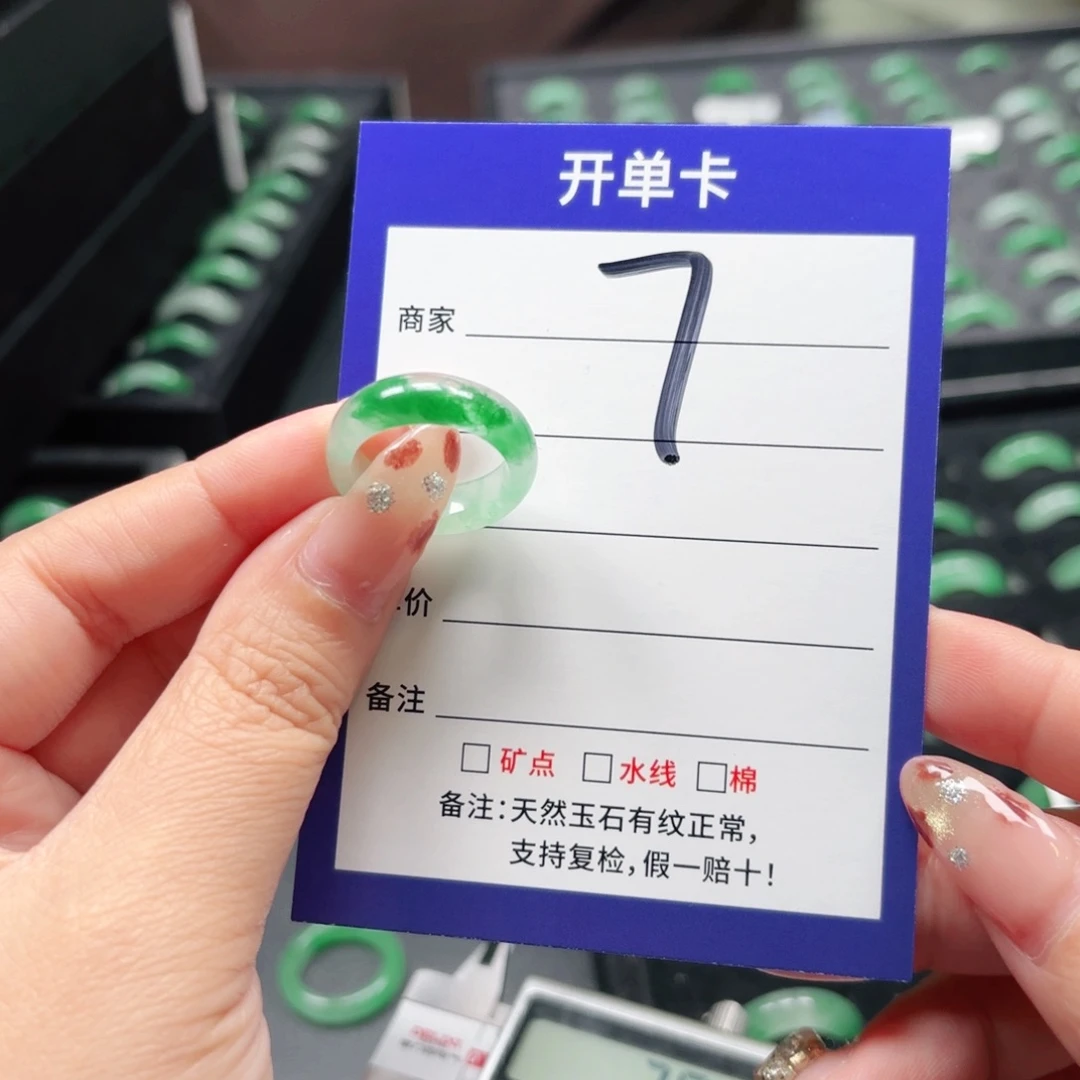 开单卡
7
商家
价
备注
□ 矿点 □ 水线 □棉
备注:天然玉石有纹正常,
支持复检,假一赔十!